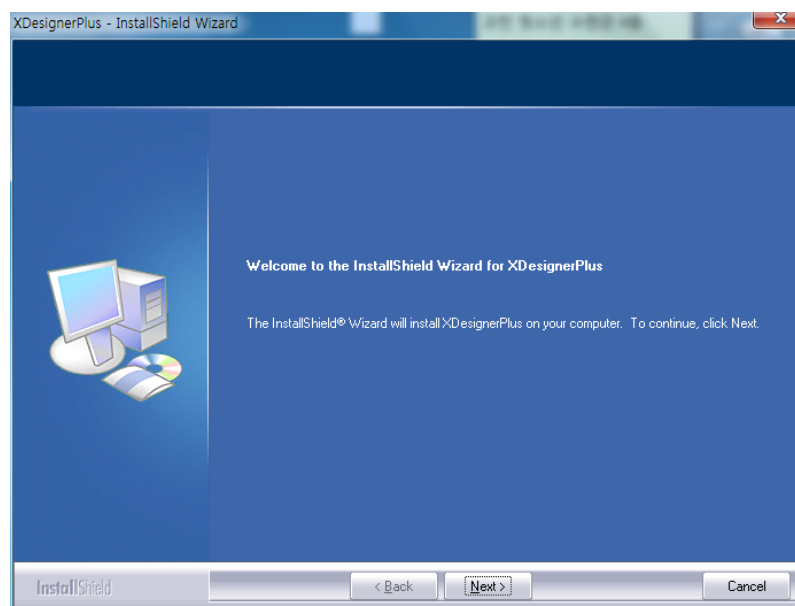 XDesignerPlus - InstallShield Wizard
Welcome to the InstallShield Wizard for XDesignerPlus
The InstallShield® Wizard will install XDesignerPlus on your computer. To continue, click Next.
InstallShield
< Back
Next >
Cancel